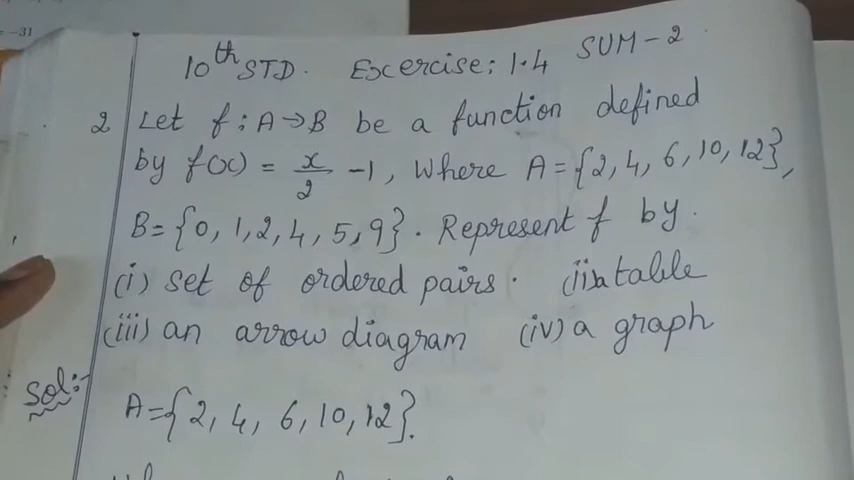 = -31
10th STD. Excercise: 1.4 SUM-2
2 Let f: A→B be a function defined
by f(x) = x/2 -1, where A={2, 4, 6, 10, 12},
B={0, 1, 2, 4, 5, 9}. Represent f by.
(i) set of ordered pairs. (ii) a table
(iii) an arrow diagram (iv) a graph
Sol:-
A={2, 4, 6, 10, 12}.